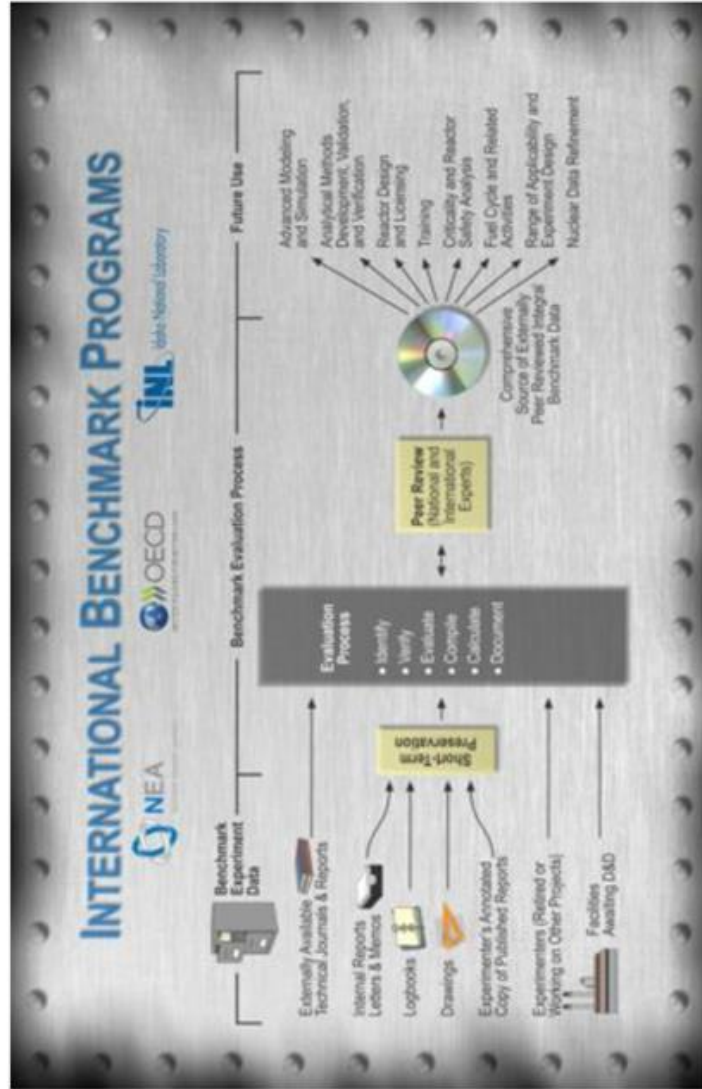 INTERNATIONAL BENCHMARK PROGRAMS
NEA
OECD
INL Idaho National Laboratory
Benchmark
Experiment
Data
Benchmark Evaluation Process
Future Use
Externally Available
Technical Journals & Reports
Internal Reports
Letters & Memos
Logbooks
Drawings
Experimenter's Annotated
Copy of Published Reports
Experimenters (Retired or
Working on Other Projects)
Facilities
Awaiting D&D
Short-Term
Preservation
Evaluation
Process
• Identify
• Verify
• Evaluate
• Compile
• Calculate
• Document
Peer Review
(National and
International
Experts)
Comprehensive
Source of Externally
Peer Reviewed Integral
Benchmark Data
Advanced Modeling
and Simulation
Analytical Methods
Development, Validation,
and Verification
Reactor Design
and Licensing
Training
Criticality and Reactor
Safety Analysis
Fuel Cycle and Related
Activities
Range of Applicability and
Experiment Design
Nuclear Data Refinement